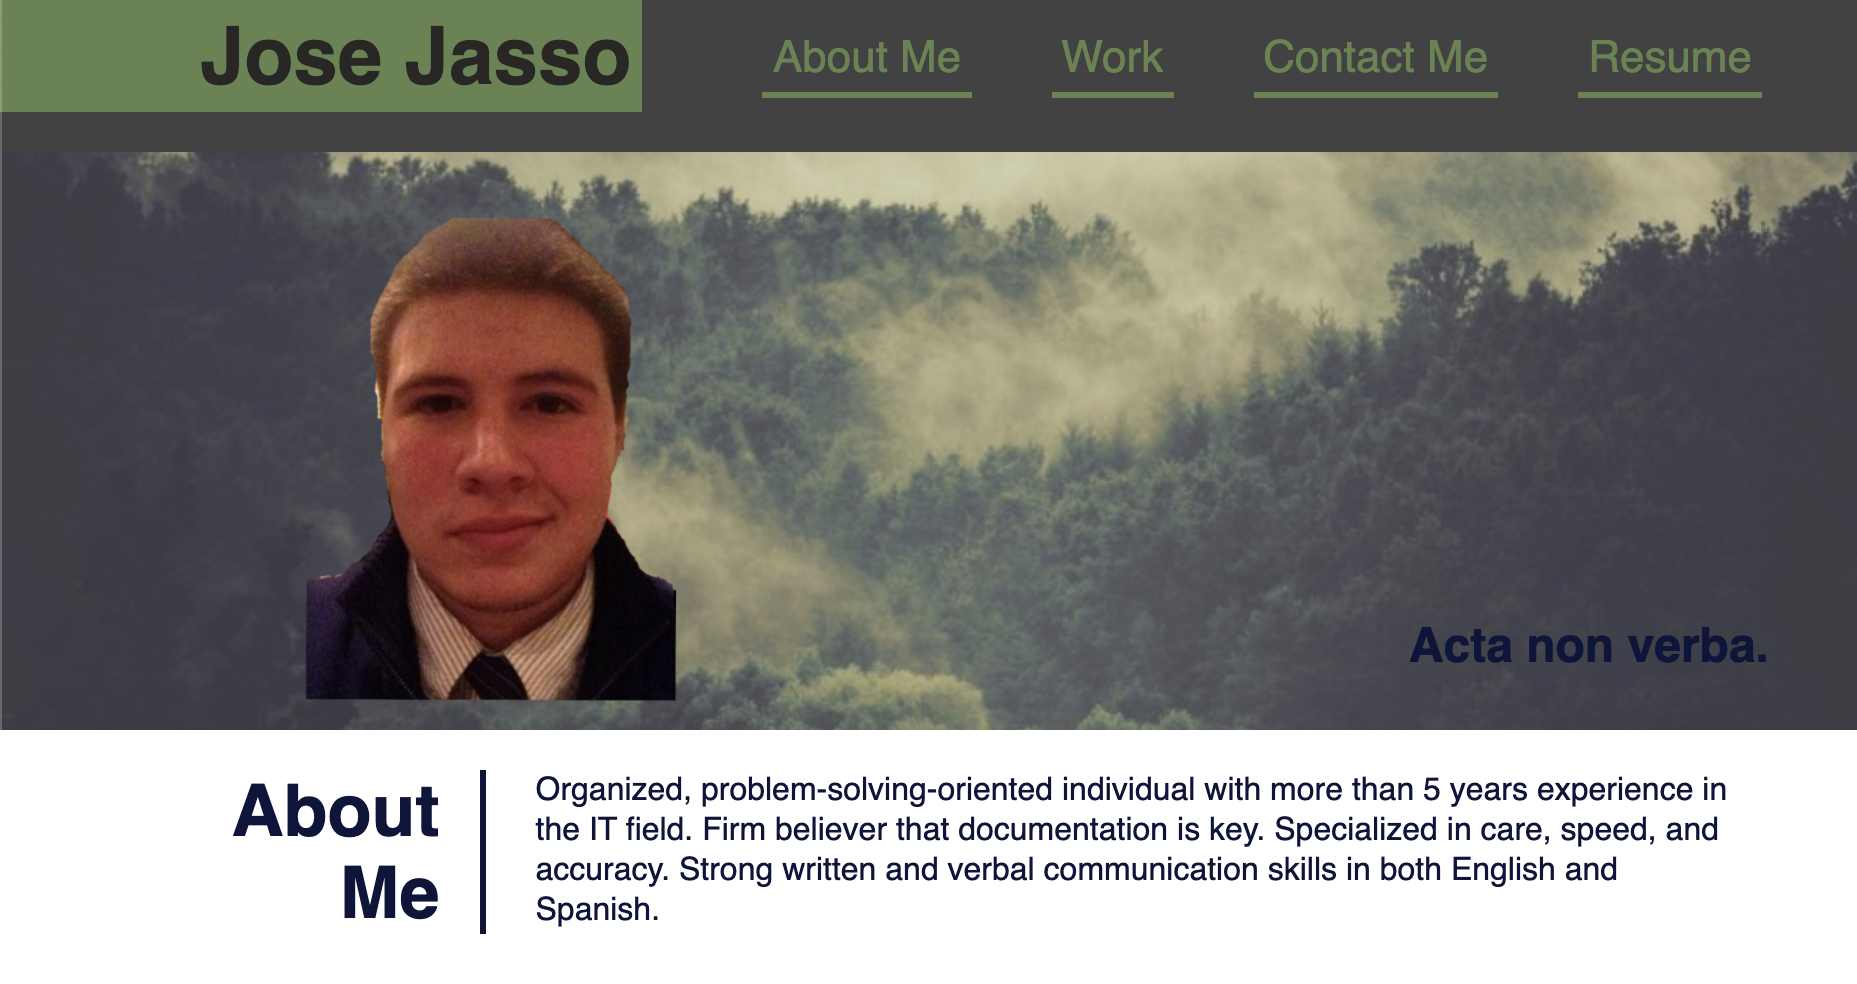 Jose Jasso
About Me
Work
Contact Me
Resume
Acta non verba.
About
Me
Organized, problem-solving-oriented individual with more than 5 years experience in
the IT field. Firm believer that documentation is key. Specialized in care, speed, and
accuracy. Strong written and verbal communication skills in both English and
Spanish.